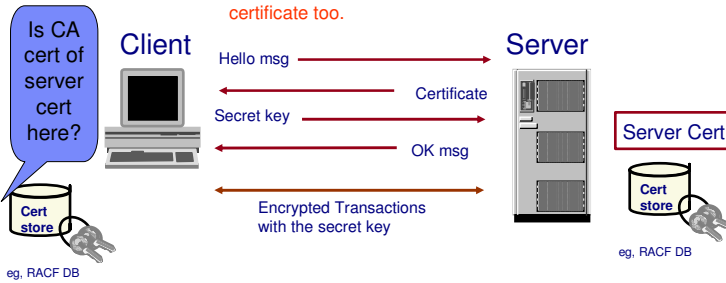 certificate too.
Is CA
cert of
server
cert
here?
Client
Server
Hello msg
Certificate
Secret key
Server Cert
OK msg
Cert
store
Cert
store
Encrypted Transactions
with the secret key
eg, RACF DB
eg, RACF DB